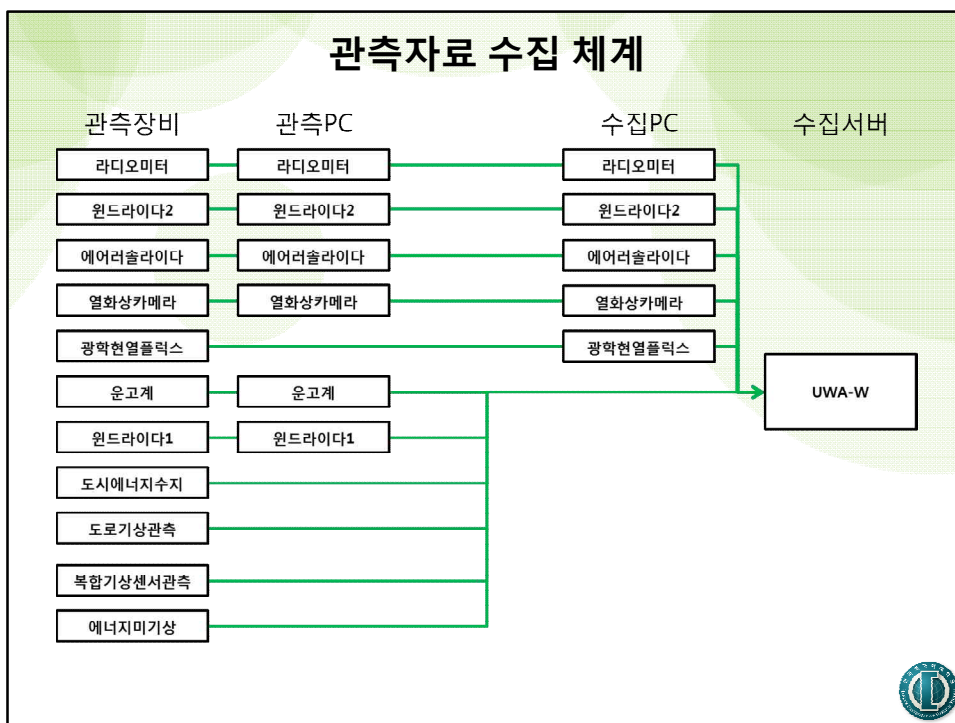 관측자료 수집 체계
관측장비 관측PC 수집PC 수집서버
라디오미터 라디오미터 라디오미터
윈드라이다2 윈드라이다2 윈드라이다2
에어러솔라이다 에어러솔라이다 에어러솔라이다
열화상카메라 열화상카메라 열화상카메라
광학현열플럭스 광학현열플럭스
운고계 운고계 UWA-W
윈드라이다1 윈드라이다1
도시에너지수지
도로기상관측
복합기상센서관측
에너지미기상